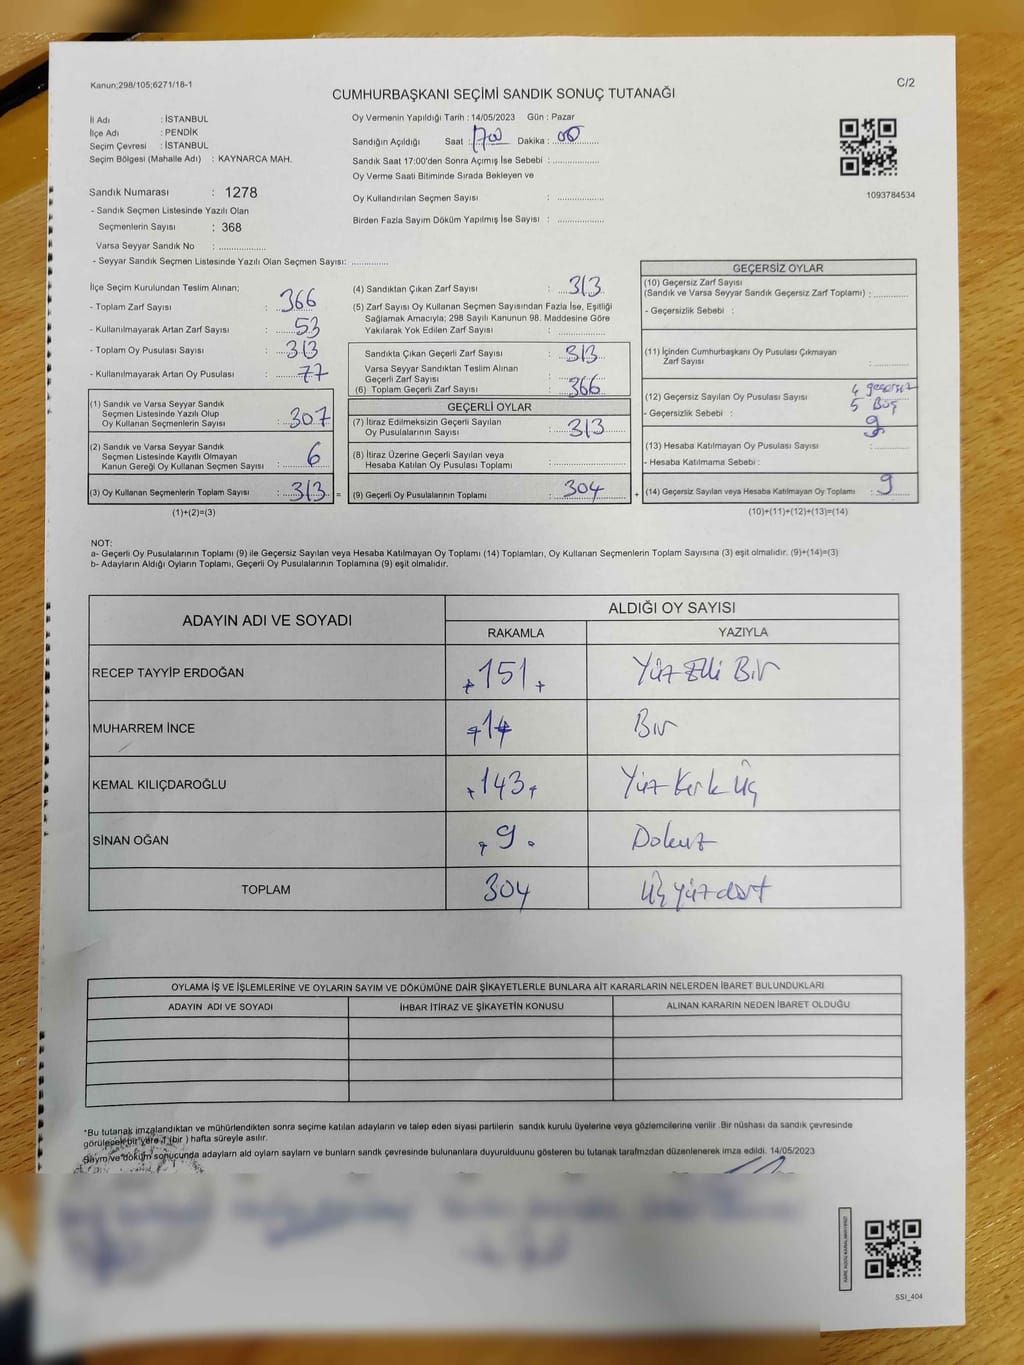 Kanun;298/105;6271/18-1
C/2
CUMHURBAŞKANI SEÇİMİ SANDIK SONUÇ TUTANAĞI
İl Adı : İSTANBUL
İlçe Adı : PENDİK
Seçim Çevresi : İSTANBUL
Seçim Bölgesi (Mahalle Adı) : KAYNARCA MAH.
Sandık Numarası : 1278
- Sandık Seçmen Listesinde Yazılı Olan
Seçmenlerin Sayısı : 368
Varsa Seyyar Sandık No : ..................
- Seyyar Sandık Seçmen Listesinde Yazılı Olan Seçmen Sayısı: ..............
Oy Vermenin Yapıldığı Tarih : 14/05/2023 Gün : Pazar
Sandığın Açıldığı Saat : 1700 Dakika : 00
Sandık Saat 17:00'den Sonra Açımış İse Sebebi : ..................
Oy Verme Saati Bitiminde Sırada Bekleyen ve
Oy Kullandırılan Seçmen Sayısı : ..................
Birden Fazla Sayım Döküm Yapılmış İse Sayısı : ..................
1093784534
İlçe Seçim Kurulundan Teslim Alınan;
- Toplam Zarf Sayısı : 366
- Kullanılmayarak Artan Zarf Sayısı : 53
- Toplam Oy Pusulası Sayısı : 313
- Kullanılmayarak Artan Oy Pusulası : 77
(1) Sandık ve Varsa Seyyar Sandık
Seçmen Listesinde Yazılı Olup
Oy Kullanan Seçmenlerin Sayısı : 307
(2) Sandık ve Varsa Seyyar Sandık
Seçmen Listesinde Kayıtlı Olmayan
Kanun Gereği Oy Kullanan Seçmen Sayısı : 6
(3) Oy Kullanan Seçmenlerin Toplam Sayısı : 313 =
(1)+(2)=(3)
(4) Sandıktan Çıkan Zarf Sayısı : 313
(5) Zarf Sayısı Oy Kullanan Seçmen Sayısından Fazla İse, Eşitliği
Sağlamak Amacıyla; 298 Sayılı Kanunun 98. Maddesine Göre
Yakılarak Yok Edilen Zarf Sayısı : ..................
Sandıkta Çıkan Geçerli Zarf Sayısı : 313
Varsa Seyyar Sandıktan Teslim Alınan
Geçerli Zarf Sayısı
(6) Toplam Geçerli Zarf Sayısı : 366
GEÇERLİ OYLAR
(7) İtiraz Edilmeksizin Geçerli Sayılan
Oy Pusulalarının Sayısı : 313
(8) İtiraz Üzerine Geçerli Sayılan veya
Hesaba Katılan Oy Pusulası Toplamı : ..................
(9) Geçerli Oy Pusulalarının Toplamı : 304 +
GEÇERSİZ OYLAR
(10) Geçersiz Zarf Sayısı
(Sandık ve Varsa Seyyar Sandık Geçersiz Zarf Toplamı) : ..........
- Geçersizlik Sebebi :
(11) İçinden Cumhurbaşkanı Oy Pusulası Çıkmayan
Zarf Sayısı : ..........
(12) Geçersiz Sayılan Oy Pusulası Sayısı 4 geçersiz
- Geçersizlik Sebebi : 5 Boş
9
(13) Hesaba Katılmayan Oy Pusulası Sayısı : ..........
- Hesaba Katılmama Sebebi :
(14) Geçersiz Sayılan veya Hesaba Katılmayan Oy Toplamı : 9
(10)+(11)+(12)+(13)=(14)
NOT:
a- Geçerli Oy Pusulalarının Toplamı (9) ile Geçersiz Sayılan veya Hesaba Katılmayan Oy Toplamı (14) Toplamları, Oy Kullanan Seçmenlerin Toplam Sayısına (3) eşit olmalıdır. (9)+(14)=(3)
b- Adayların Aldığı Oyların Toplamı, Geçerli Oy Pusulalarının Toplamına (9) eşit olmalıdır.
ADAYIN ADI VE SOYADI ALDIĞI OY SAYISI
RAKAMLA YAZIYLA
RECEP TAYYİP ERDOĞAN +151+ Yüz Elli Bir
MUHARREM İNCE +1+ Bir
KEMAL KILIÇDAROĞLU +143+ Yüz Kırk Üç
SİNAN OĞAN +9+ Dokuz
TOPLAM 304 Üç yüz dört
OYLAMA İŞ VE İŞLEMLERİNE VE OYLARIN SAYIM VE DÖKÜMÜNE DAİR ŞİKAYETLERLE BUNLARA AİT KARARLARIN NELERDEN İBARET BULUNDUKLARI
ADAYIN ADI VE SOYADI İHBAR İTİRAZ VE ŞİKAYETİN KONUSU ALINAN KARARIN NEDEN İBARET OLDUĞU
*Bu tutanak imzalandıktan ve mühürlendikten sonra seçime katılan adayların ve talep eden siyasi partilerin sandık kurulu üyelerine veya gözlemcilerine verilir .Bir nüshası da sandık çevresinde
görülecek bir yere 1 (bir ) hafta süreyle asılır.
Sayım ve döküm sonucunda adayların ald oyların sayların ve bunların sandk çevresinde bulunanlara duyurulduunu gösteren bu tutanak tarafmzdan düzenlenerek imza edildi. 14/05/2023
SSI_404